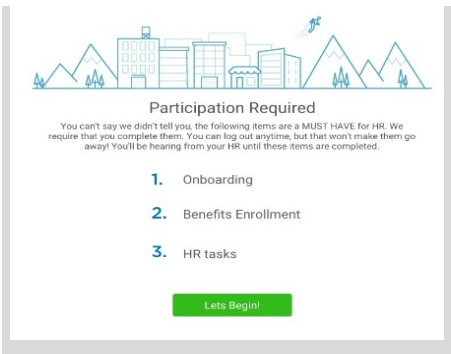 Participation Required
You can't say we didn't tell you, the following items are a MUST HAVE for HR. We
require that you complete them. You can log out anytime, but that won't make them go
away! You'll be hearing from your HR until these items are completed.
1. Onboarding
2. Benefits Enrollment
3. HR tasks
Lets Begin!